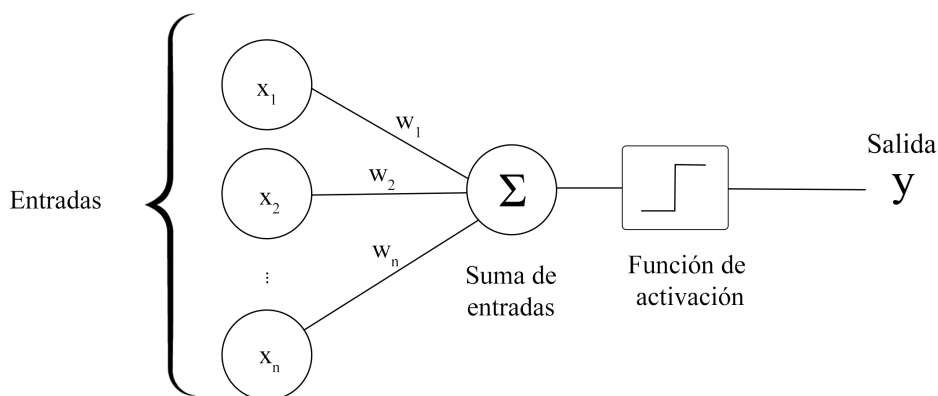 Entradas
x₁
x₂
...
xₙ
w₁
w₂
wₙ
Σ
Suma de
entradas
Función de
activación
Salida
y